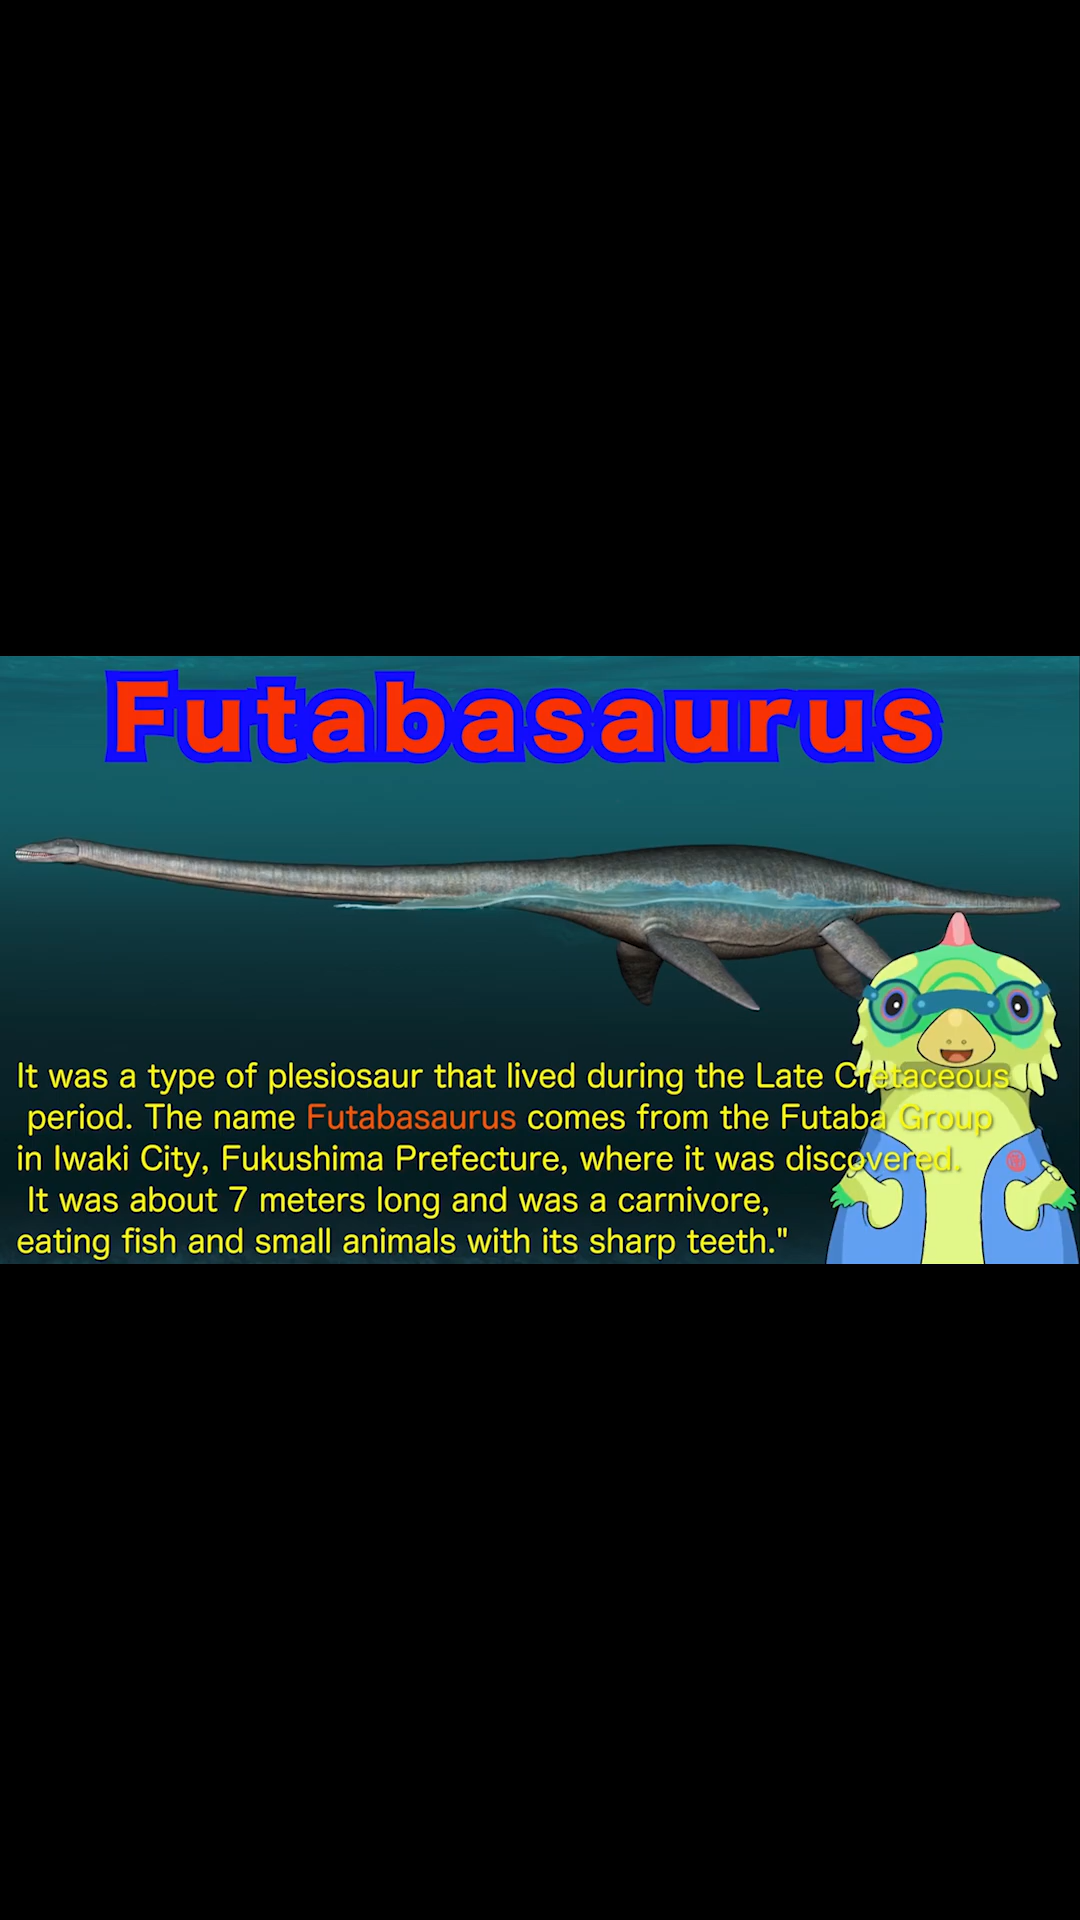 Futabasaurus
It was a type of plesiosaur that lived during the Late Cretaceous
period. The name Futabasaurus comes from the Futaba Group
in Iwaki City, Fukushima Prefecture, where it was discovered.
It was about 7 meters long and was a carnivore,
eating fish and small animals with its sharp teeth."